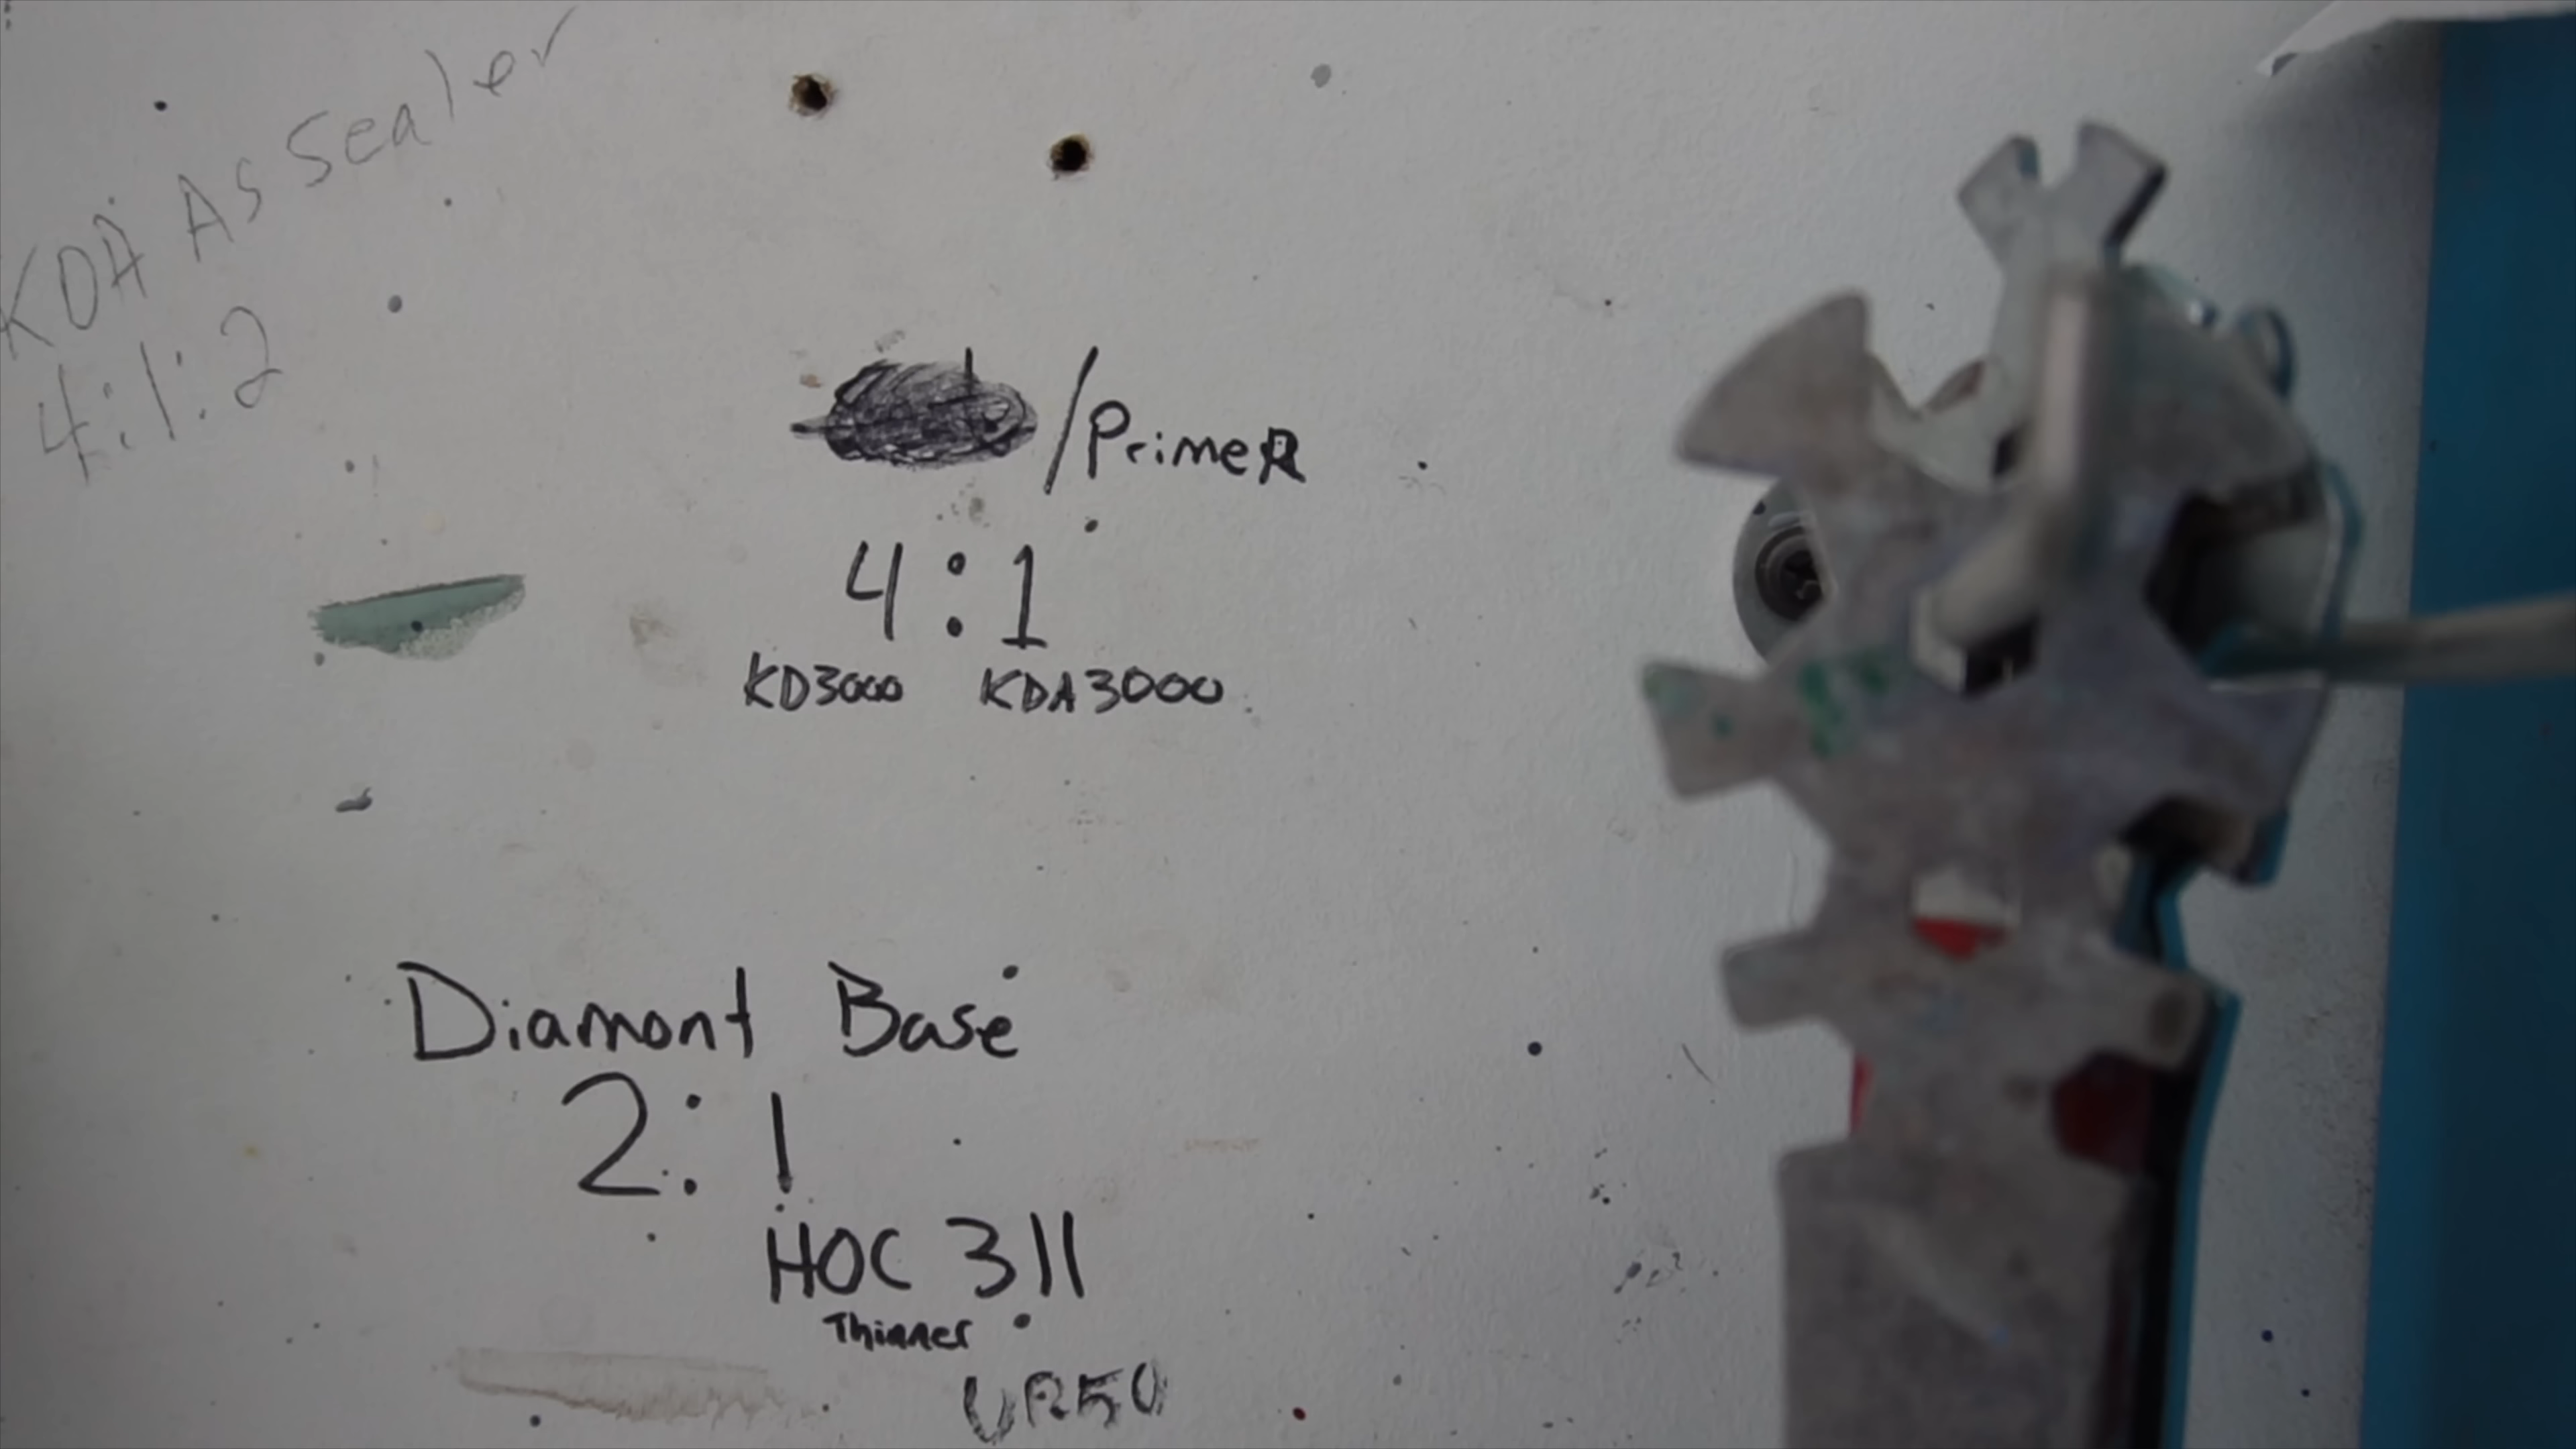 KDA As Sealer
4:1:2
/Primer
4:1
KD3000 KDA3000
Diamont Base
2:1
HOC 311
Thinner
UR50